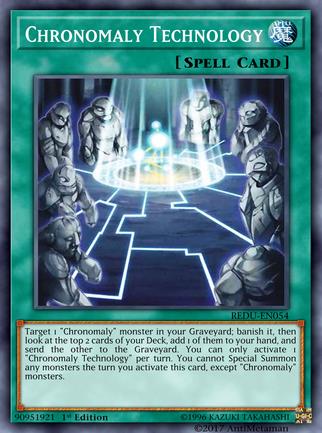 Chronomaly Technology
[Spell Card]
REDU-EN054
Target 1 "Chronomaly" monster in your Graveyard; banish it, then
look at the top 2 cards of your Deck, add 1 of them to your hand, and
send the other to the Graveyard. You can only activate 1
"Chronomaly Technology" per turn. You cannot Special Summon
any monsters the turn you activate this card, except "Chronomaly"
monsters.
90951921 1st Edition ©1996 KAZUKI TAKAHASHI
©2017 AntiMetaman